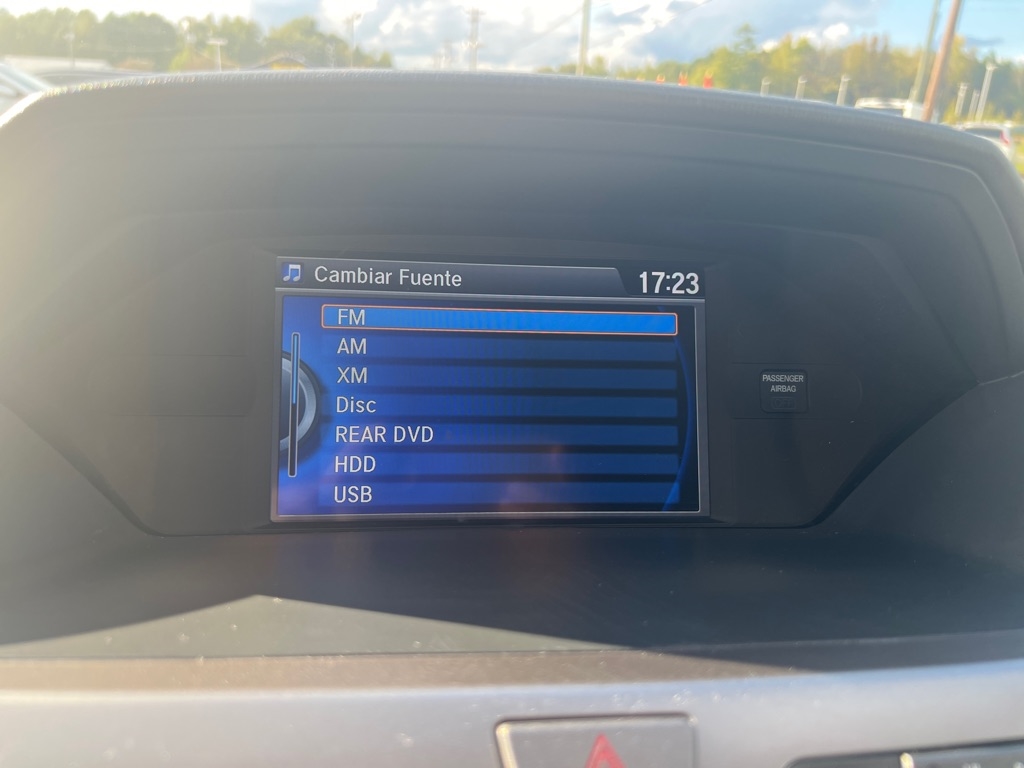 Cambiar Fuente
17:23
FM
AM
XM
Disc
REAR DVD
HDD
USB
PASSENGER
AIRBAG